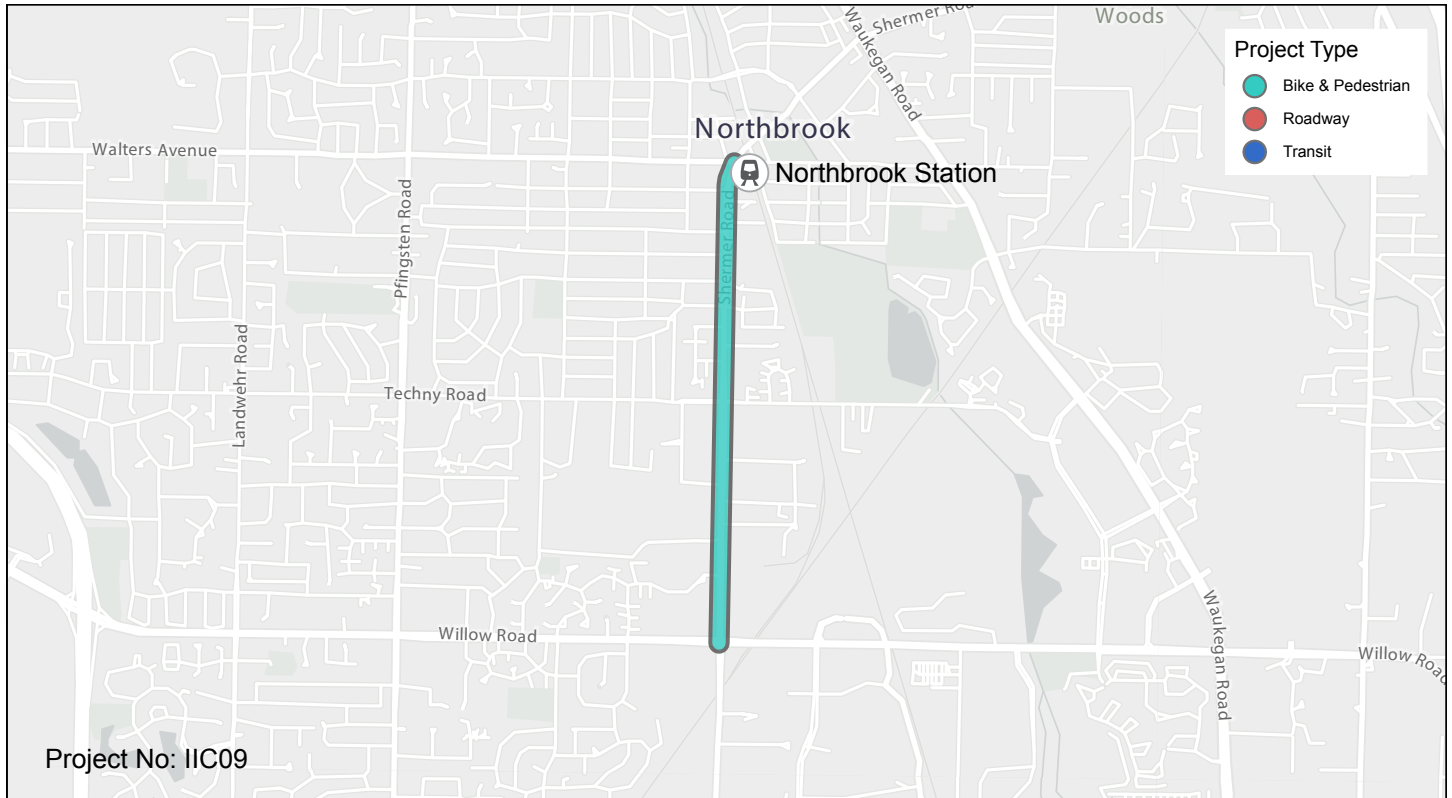 Woods
Shermer Road
Waukegan Road
Project Type
Bike & Pedestrian
Roadway
Transit
Northbrook
Walters Avenue
Northbrook Station
Pfingsten Road
Shermer Road
Landwehr Road
Techny Road
Willow Road
Waukegan Road
Willow Road
Project No: IIC09